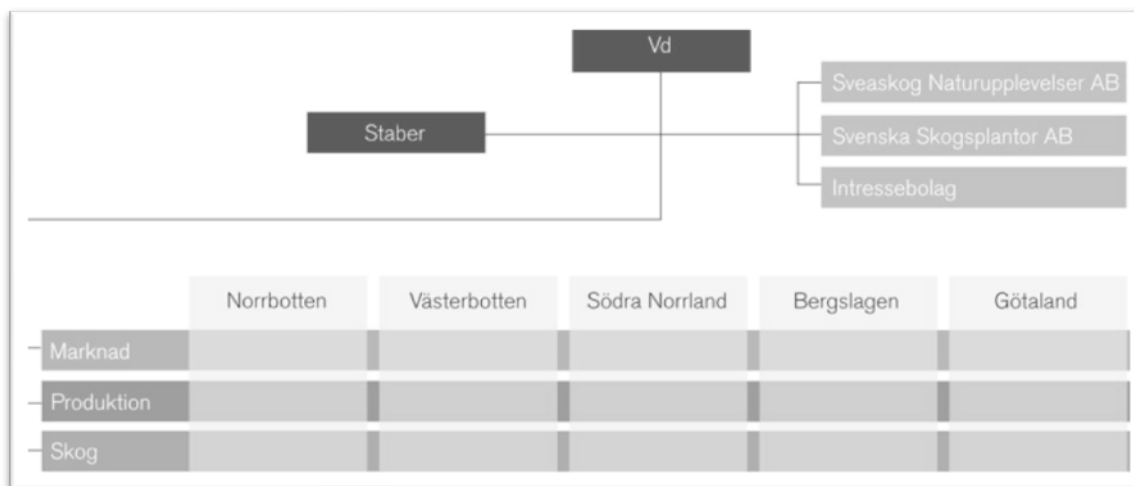 Vd
Sveaskog Naturupplevelser AB
Staber
Svenska Skogsplantor AB
Intressebolag
Norrbotten
Västerbotten
Södra Norrland
Bergslagen
Götaland
Marknad
Produktion
Skog